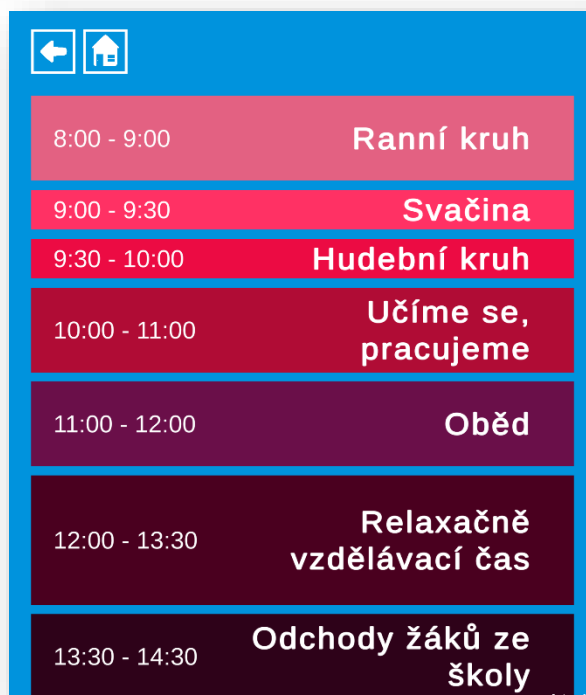 8:00 - 9:00 Ranní kruh
9:00 - 9:30 Svačina
9:30 - 10:00 Hudební kruh
10:00 - 11:00 Učíme se,
pracujeme
11:00 - 12:00 Oběd
12:00 - 13:30 Relaxačně
vzdělávací čas
13:30 - 14:30 Odchody žáků ze
školy